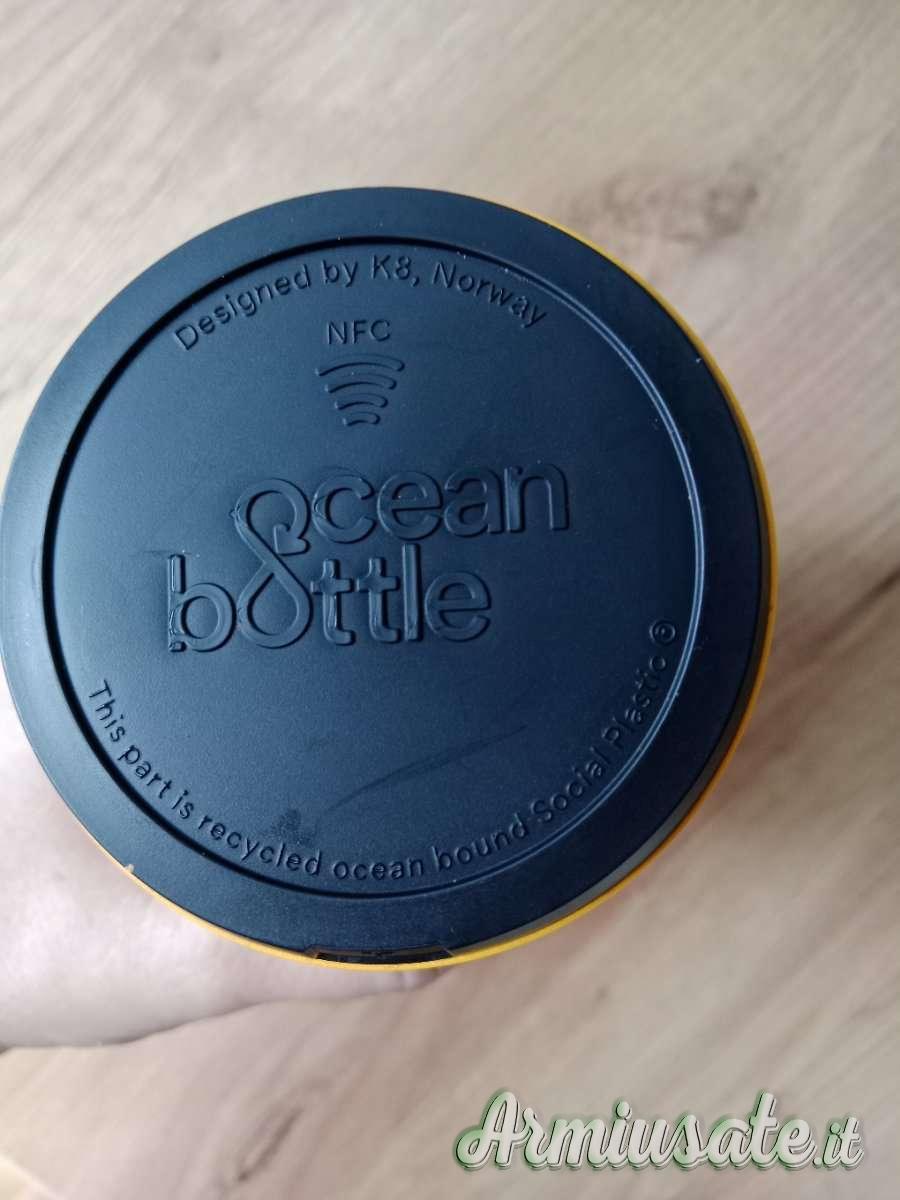 Designed by K8, Norway
NFC
ocean
bottle
This part is recycled ocean bound Social Plastic ®
Armiusate.it